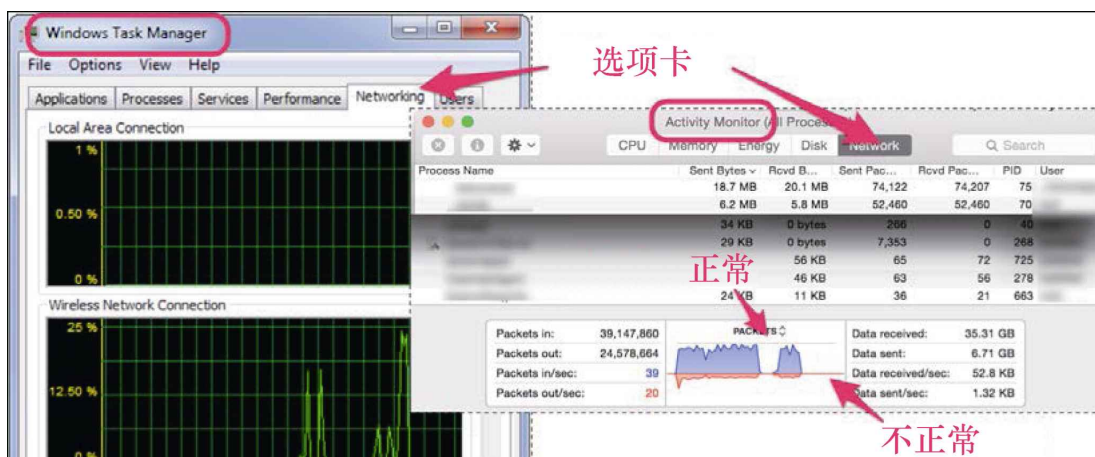 Windows Task Manager
File Options View Help
Applications Processes Services Performance Networking Users
Local Area Connection
1 %
0.50 %
0 %
Wireless Network Connection
25 %
12.50 %
0 %
选项卡
Activity Monitor (All Proces
CPU Memory Energy Disk Network Search
Process Name Sent Bytes Rcvd B... Sent Pac... Rcvd Pac... PID User
18.7 MB 20.1 MB 74,122 74,207 75
6.2 MB 5.8 MB 52,460 52,460 70
34 KB 0 bytes 266 0 40
29 KB 0 bytes 7,353 0 268
56 KB 65 72 725
46 KB 63 56 278
24 KB 11 KB 36 21 663
正常
Packets in: 39,147,860
Packets out: 24,578,664
Packets in/sec: 39
Packets out/sec: 20
PACKETS
Data received: 35.31 GB
Data sent: 6.71 GB
Data received/sec: 52.8 KB
Data sent/sec: 1.32 KB
不正常